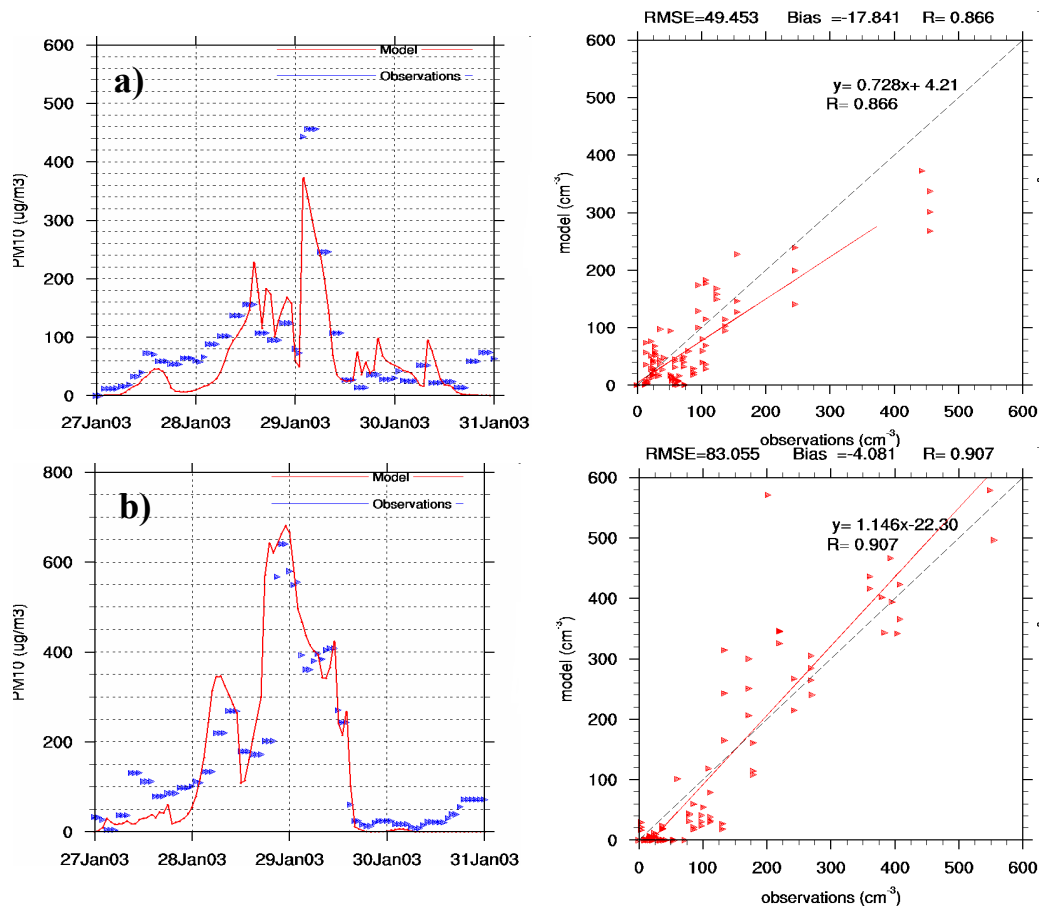 RMSE=49.453 Bias =-17.841 R= 0.866
a)
Model
Observations
600
500
400
300
200
100
0
PM10 (ug/m3)
27Jan03 28Jan03 29Jan03 30Jan03 31Jan03
y= 0.728x+ 4.21
R= 0.866
600
500
400
300
200
100
0
model (cm-3)
0 100 200 300 400 500 600
observations (cm-3)
b)
Model
Observations
800
600
400
200
0
PM10 (ug/m3)
27Jan03 28Jan03 29Jan03 30Jan03 31Jan03
RMSE=83.055 Bias =-4.081 R= 0.907
y= 1.146x-22.30
R= 0.907
600
500
400
300
200
100
0
model (cm-3)
0 100 200 300 400 500 600
observations (cm-3)